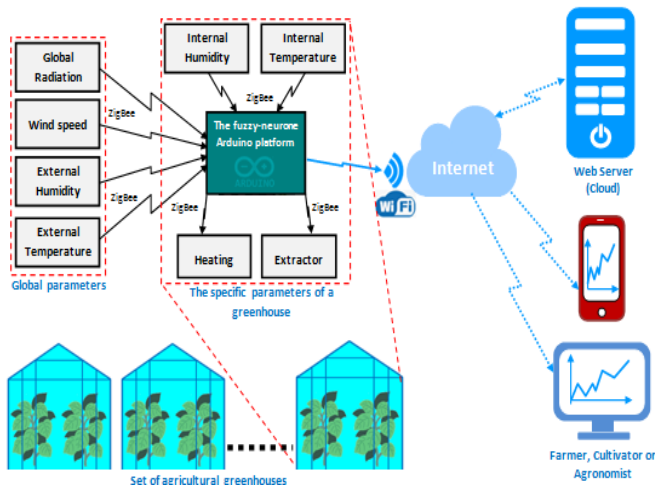 Global
Radiation
Wind speed
External
Humidity
External
Temperature
Global parameters
ZigBee
ZigBee
Internal
Humidity
Internal
Temperature
ZigBee
The fuzzy-neurone
Arduino platform
ARDUINO
ZigBee
ZigBee
Heating
Extractor
The specific parameters of a
greenhouse
WiFi
Internet
Web Server
(Cloud)
Farmer, Cultivator or
Agronomist
Set of agricultural greenhouses